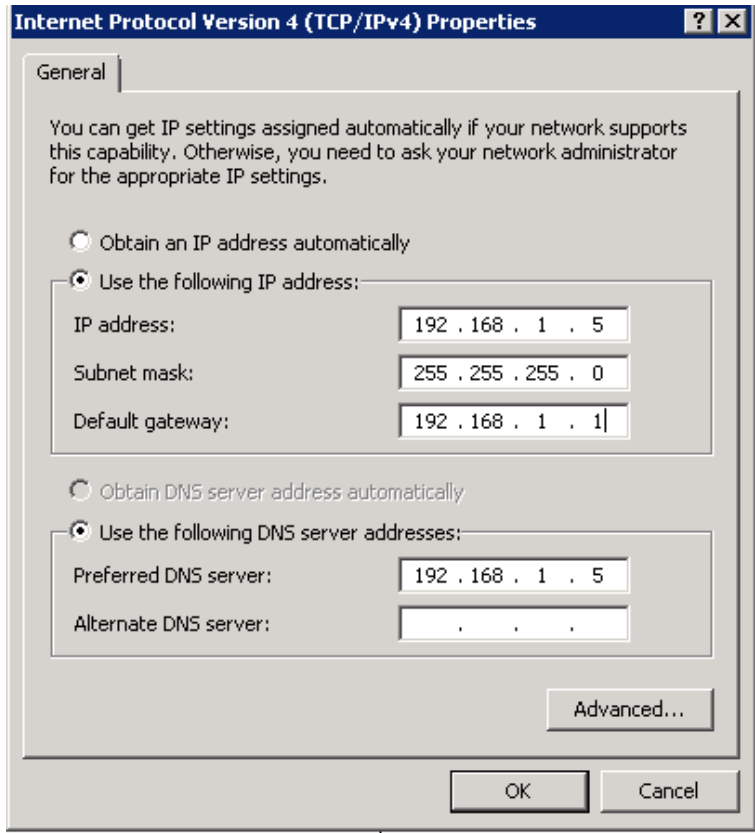 Internet Protocol Version 4 (TCP/IPv4) Properties
General
You can get IP settings assigned automatically if your network supports
this capability. Otherwise, you need to ask your network administrator
for the appropriate IP settings.
Obtain an IP address automatically
Use the following IP address:
IP address: 192 . 168 . 1 . 5
Subnet mask: 255 . 255 . 255 . 0
Default gateway: 192 . 168 . 1 . 1
Obtain DNS server address automatically
Use the following DNS server addresses:
Preferred DNS server: 192 . 168 . 1 . 5
Alternate DNS server: . . .
Advanced...
OK Cancel